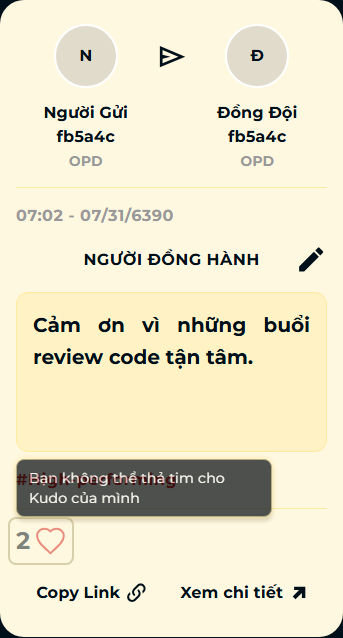 N
Đ
Người Gửi
fb5a4c
OPD
Đồng Đội
fb5a4c
OPD
07:02 - 07/31/6390
NGƯỜI ĐỒNG HÀNH
Cảm ơn vì những buổi
review code tận tâm.
Bạn không thể thả tim cho
Kudo của mình
2
Copy Link
Xem chi tiết